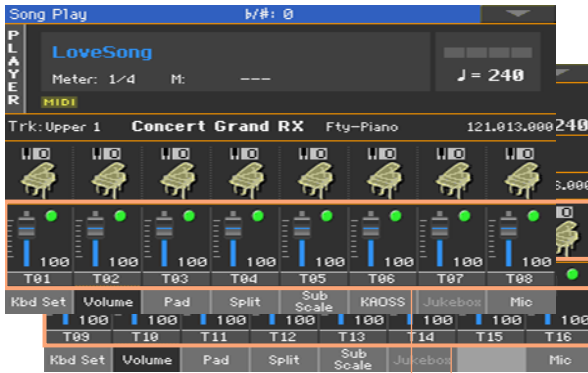 Song Play b/#: 0
PLAYER
LoveSong
Meter: 1/4 M: ---
♩= 240
MIDI
Trk: Upper 1 Concert Grand RX Fty-Piano 121.013.000
240
5.000
100 100 100 100 100 100 100 100
T01 T02 T03 T04 T05 T06 T07 T08
Kbd Set Volume Pad Split Sub Scale KAOSS Jukebox Mic
100 100 100 100 100 100 100 100
T09 T10 T11 T12 T13 T14 T15 T16
Kbd Set Volume Pad Split Sub Scale Jukebox Mic